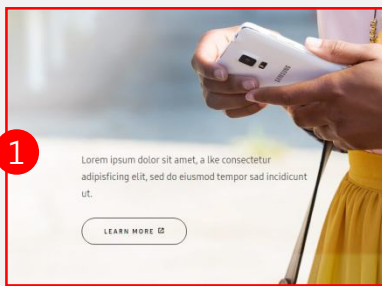 SAMSUNG
1
Lorem ipsum dolor sit amet, a lke consectetur
adipisficing elit, sed do eiusmod tempor sad incidicunt
ut.
LEARN MORE